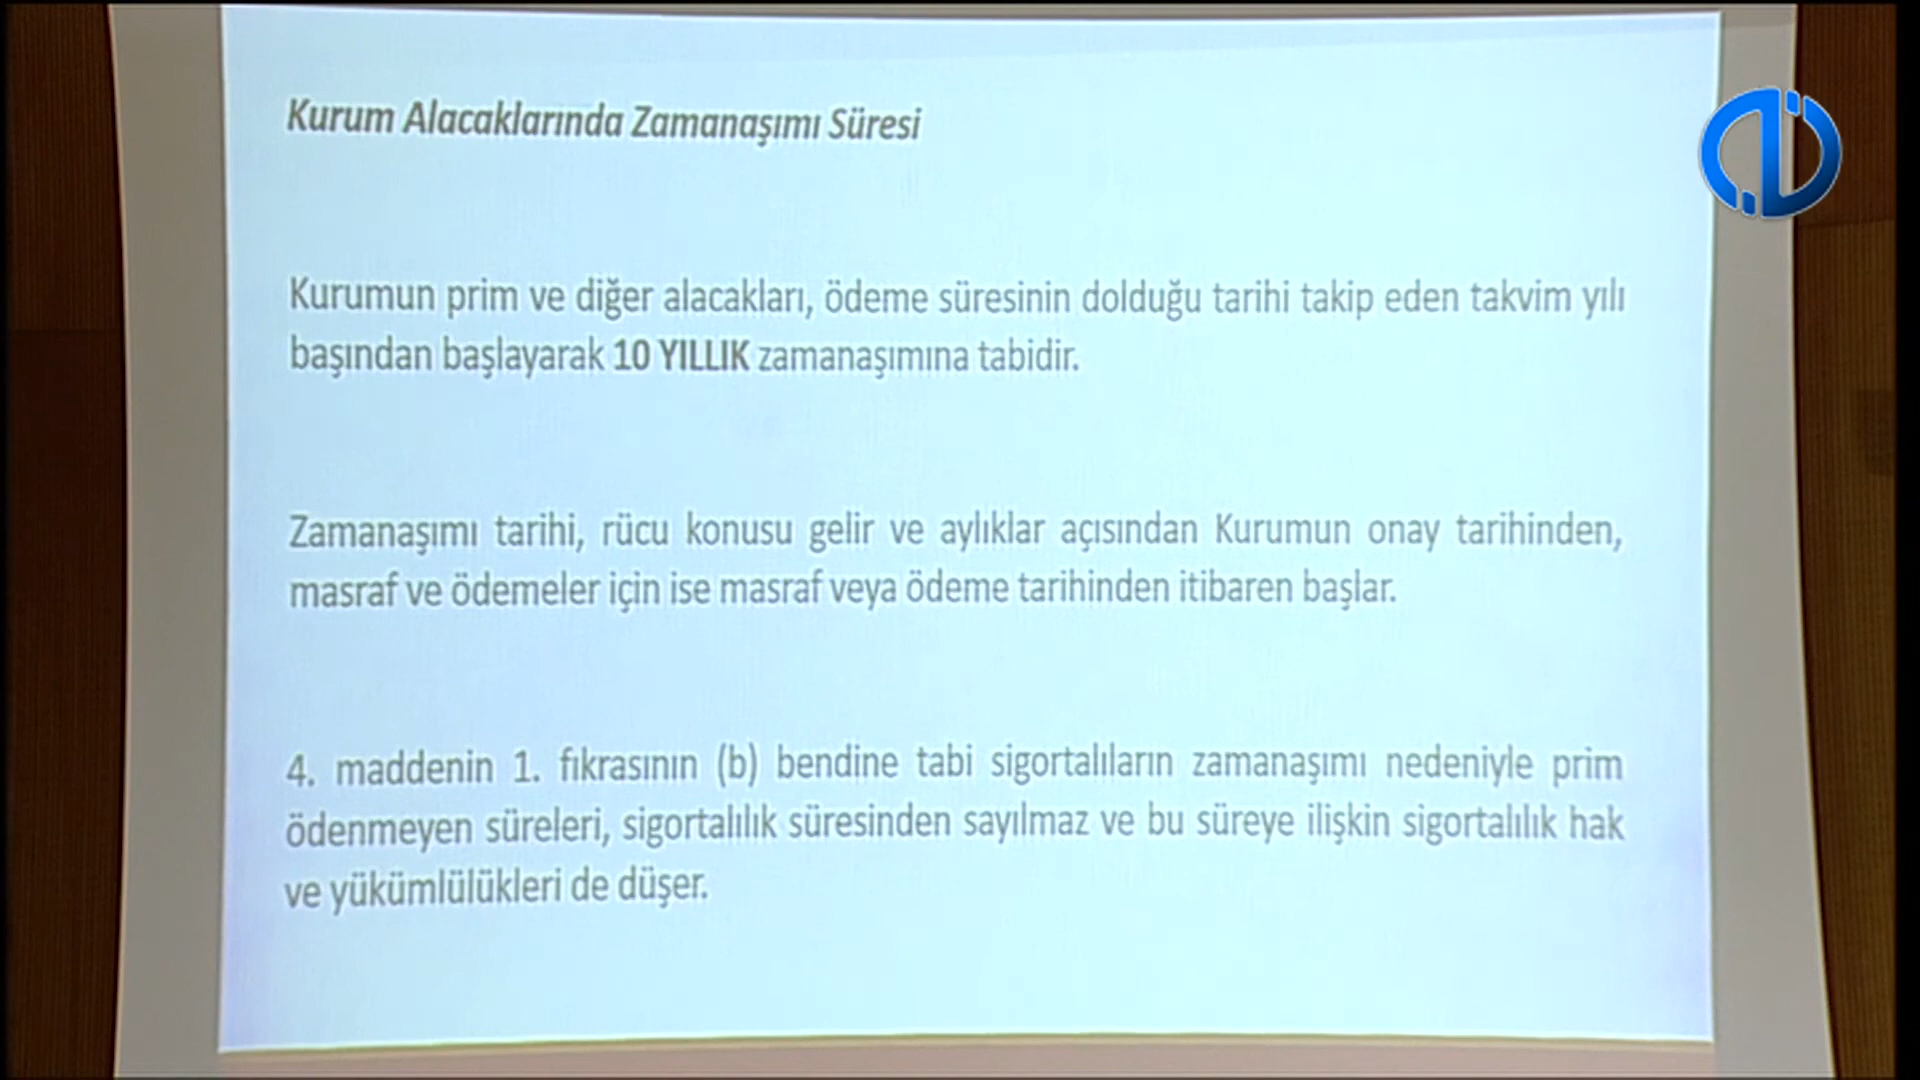 Kurum Alacaklarında Zamanaşımı Süresi
Kurumun prim ve diğer alacakları, ödeme süresinin dolduğu tarihi takip eden takvim yılı
başından başlayarak 10 YILLIK zamanaşımına tabidir.
Zamanaşımı tarihi, rücu konusu gelir ve aylıklar açısından Kurumun onay tarihinden,
masraf ve ödemeler için ise masraf veya ödeme tarihinden itibaren başlar.
4. maddenin 1. fıkrasının (b) bendine tabi sigortalıların zamanaşımı nedeniyle prim
ödenmeyen süreleri, sigortalılık süresinden sayılmaz ve bu süreye ilişkin sigortalılık hak
ve yükümlülükleri de düşer.